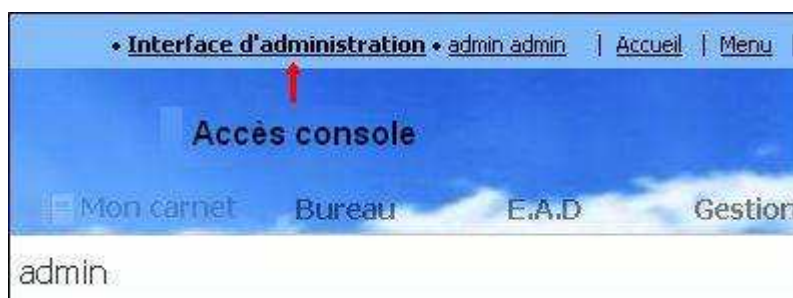 • Interface d'administration • admin admin | Accueil | Menu
Accès console
Mon carnet Bureau E.A.D Gestion
admin